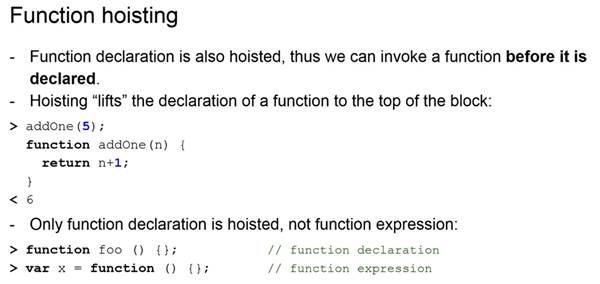 Function hoisting
- Function declaration is also hoisted, thus we can invoke a function before it is
declared.
- Hoisting “lifts” the declaration of a function to the top of the block:
> addOne(5);
function addOne(n) {
return n+1;
}
< 6
- Only function declaration is hoisted, not function expression:
> function foo () {}; // function declaration
> var x = function () {}; // function expression